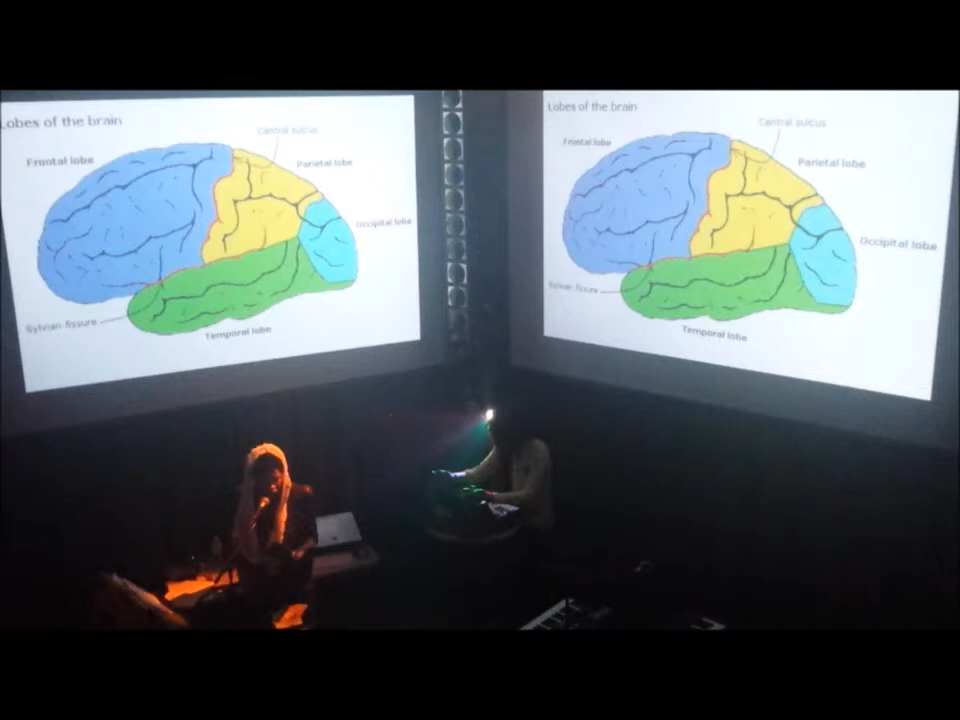 Lobes of the brain
Central sulcus
Frontal lobe
Parietal lobe
Occipital lobe
Sylvian fissure
Temporal lobe
Lobes of the brain
Central sulcus
Frontal lobe
Parietal lobe
Occipital lobe
Sylvian fissure
Temporal lobe